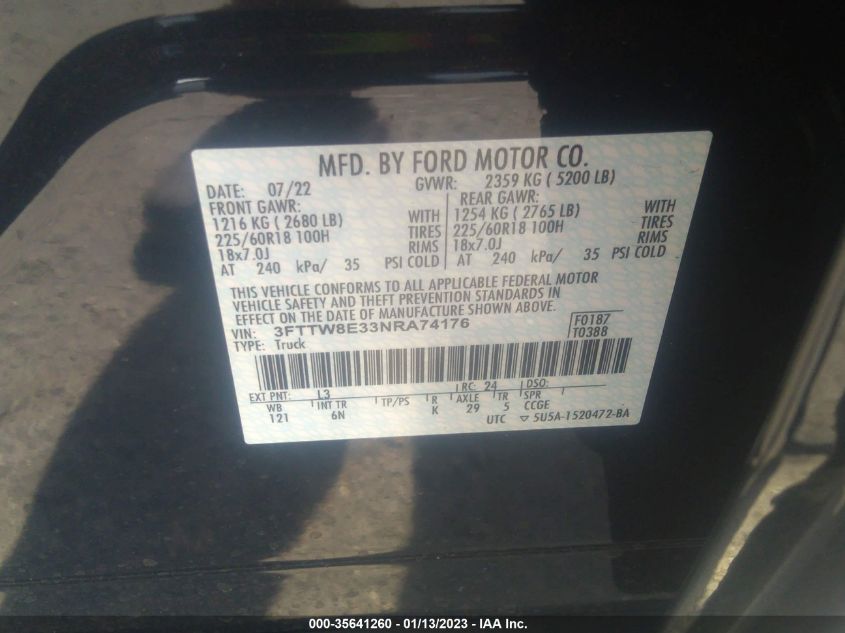 MFD. BY FORD MOTOR CO.
DATE: 07/22 GVWR: 2359 KG ( 5200 LB)
FRONT GAWR: REAR GAWR:
1216 KG ( 2680 LB) WITH 1254 KG ( 2765 LB) WITH
225/60R18 100H TIRES 225/60R18 100H TIRES
18x7.0J RIMS 18x7.0J RIMS
AT 240 kPa/ 35 PSI COLD AT 240 kPa/ 35 PSI COLD
THIS VEHICLE CONFORMS TO ALL APPLICABLE FEDERAL MOTOR
VEHICLE SAFETY AND THEFT PREVENTION STANDARDS IN
EFFECT ON THE DATE OF MANUFACTURE SHOWN ABOVE.
VIN: 3FTTW8E33NRA74176 F0187
TYPE: Truck T0388
EXT PNT: L3 RC: 24 DSO:
WB INT TR TP/PS R AXLE TR SPR
121 6N K 29 5 CCGE
UTC ▽ 5U5A-1520472-BA
000-35641260 - 01/13/2023 - IAA Inc.